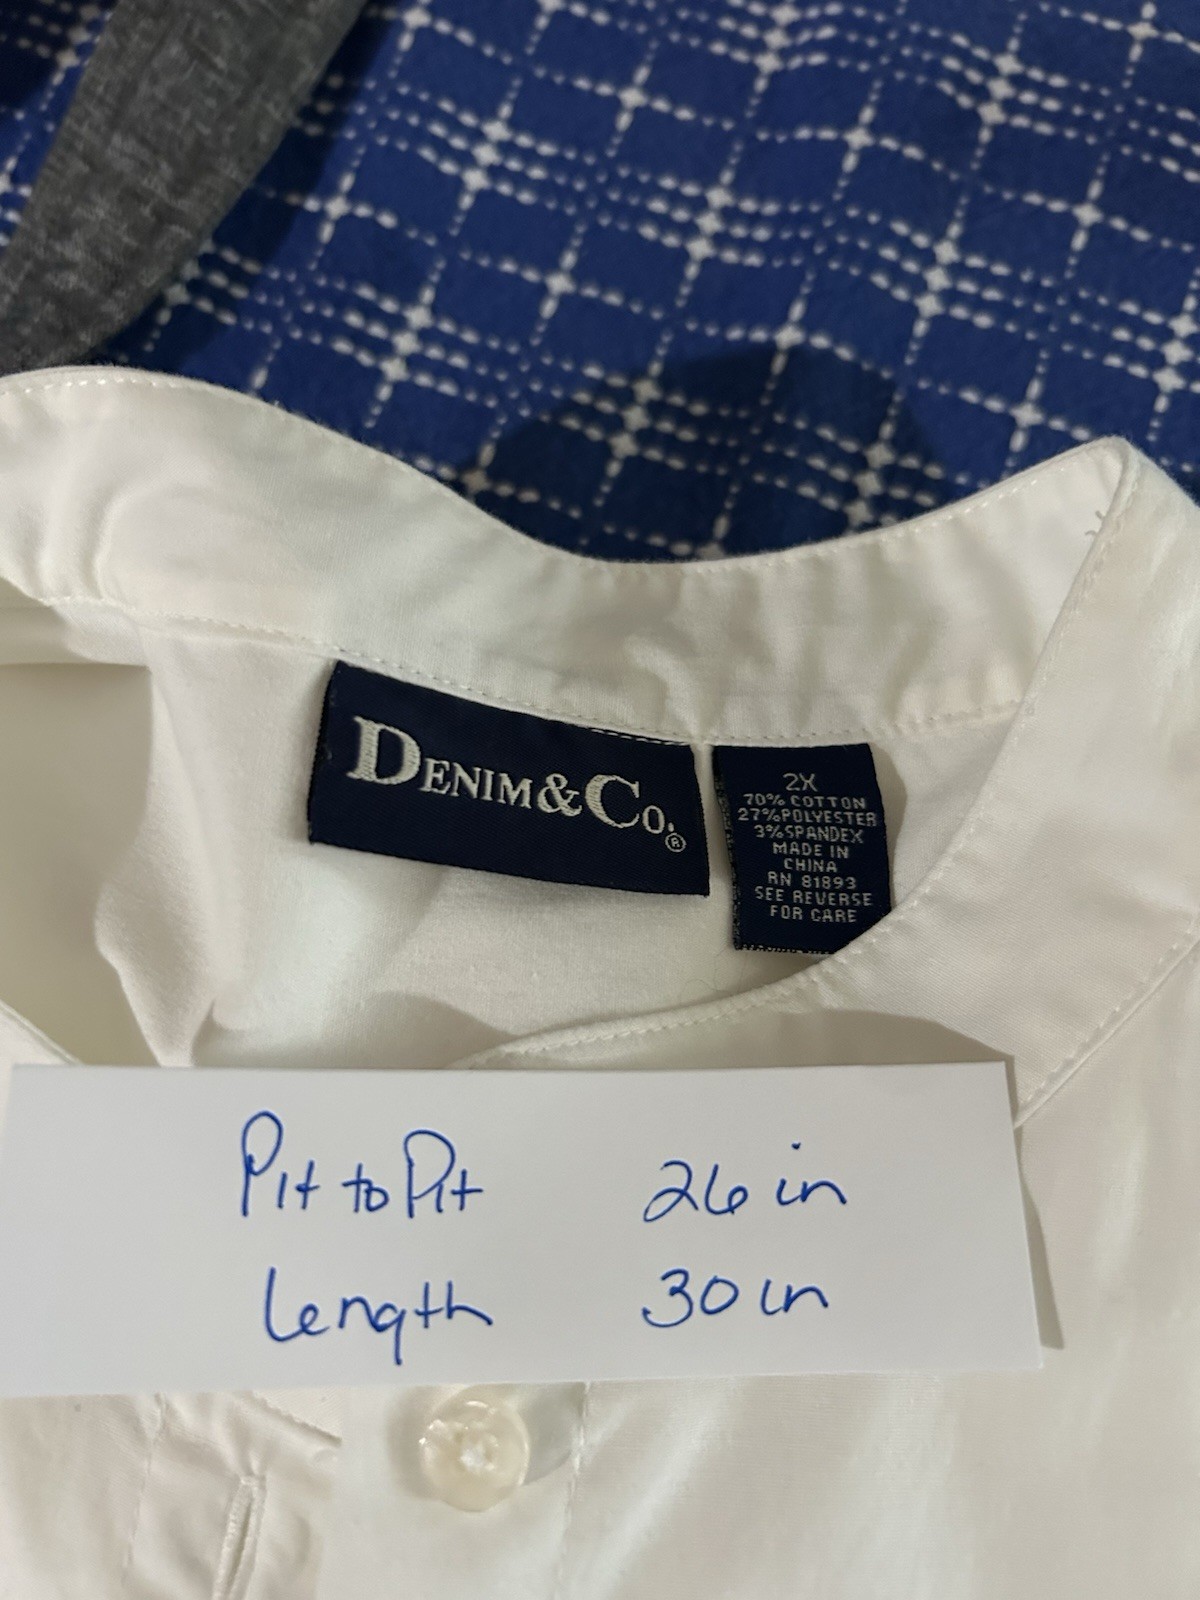 DENIM&CO.®
2X
70% COTTON
27%POLYESTER
3%SPANDEX
MADE IN
CHINA
RN 81893
SEE REVERSE
FOR CARE
Pit to Pit 26 in
Length 30 in